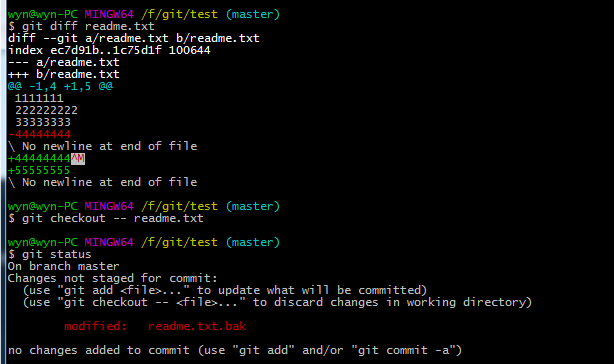 wyn@wyn-PC MINGW64 /f/git/test (master)
$ git diff readme.txt
diff --git a/readme.txt b/readme.txt
index ec7d91b..1c75d1f 100644
--- a/readme.txt
+++ b/readme.txt
@@ -1,4 +1,5 @@
 1111111
 222222222
 33333333
-44444444
\ No newline at end of file
+44444444^M
+55555555
\ No newline at end of file
wyn@wyn-PC MINGW64 /f/git/test (master)
$ git checkout -- readme.txt
wyn@wyn-PC MINGW64 /f/git/test (master)
$ git status
On branch master
Changes not staged for commit:
  (use "git add <file>..." to update what will be committed)
  (use "git checkout -- <file>..." to discard changes in working directory)
        modified:   readme.txt.bak
no changes added to commit (use "git add" and/or "git commit -a")